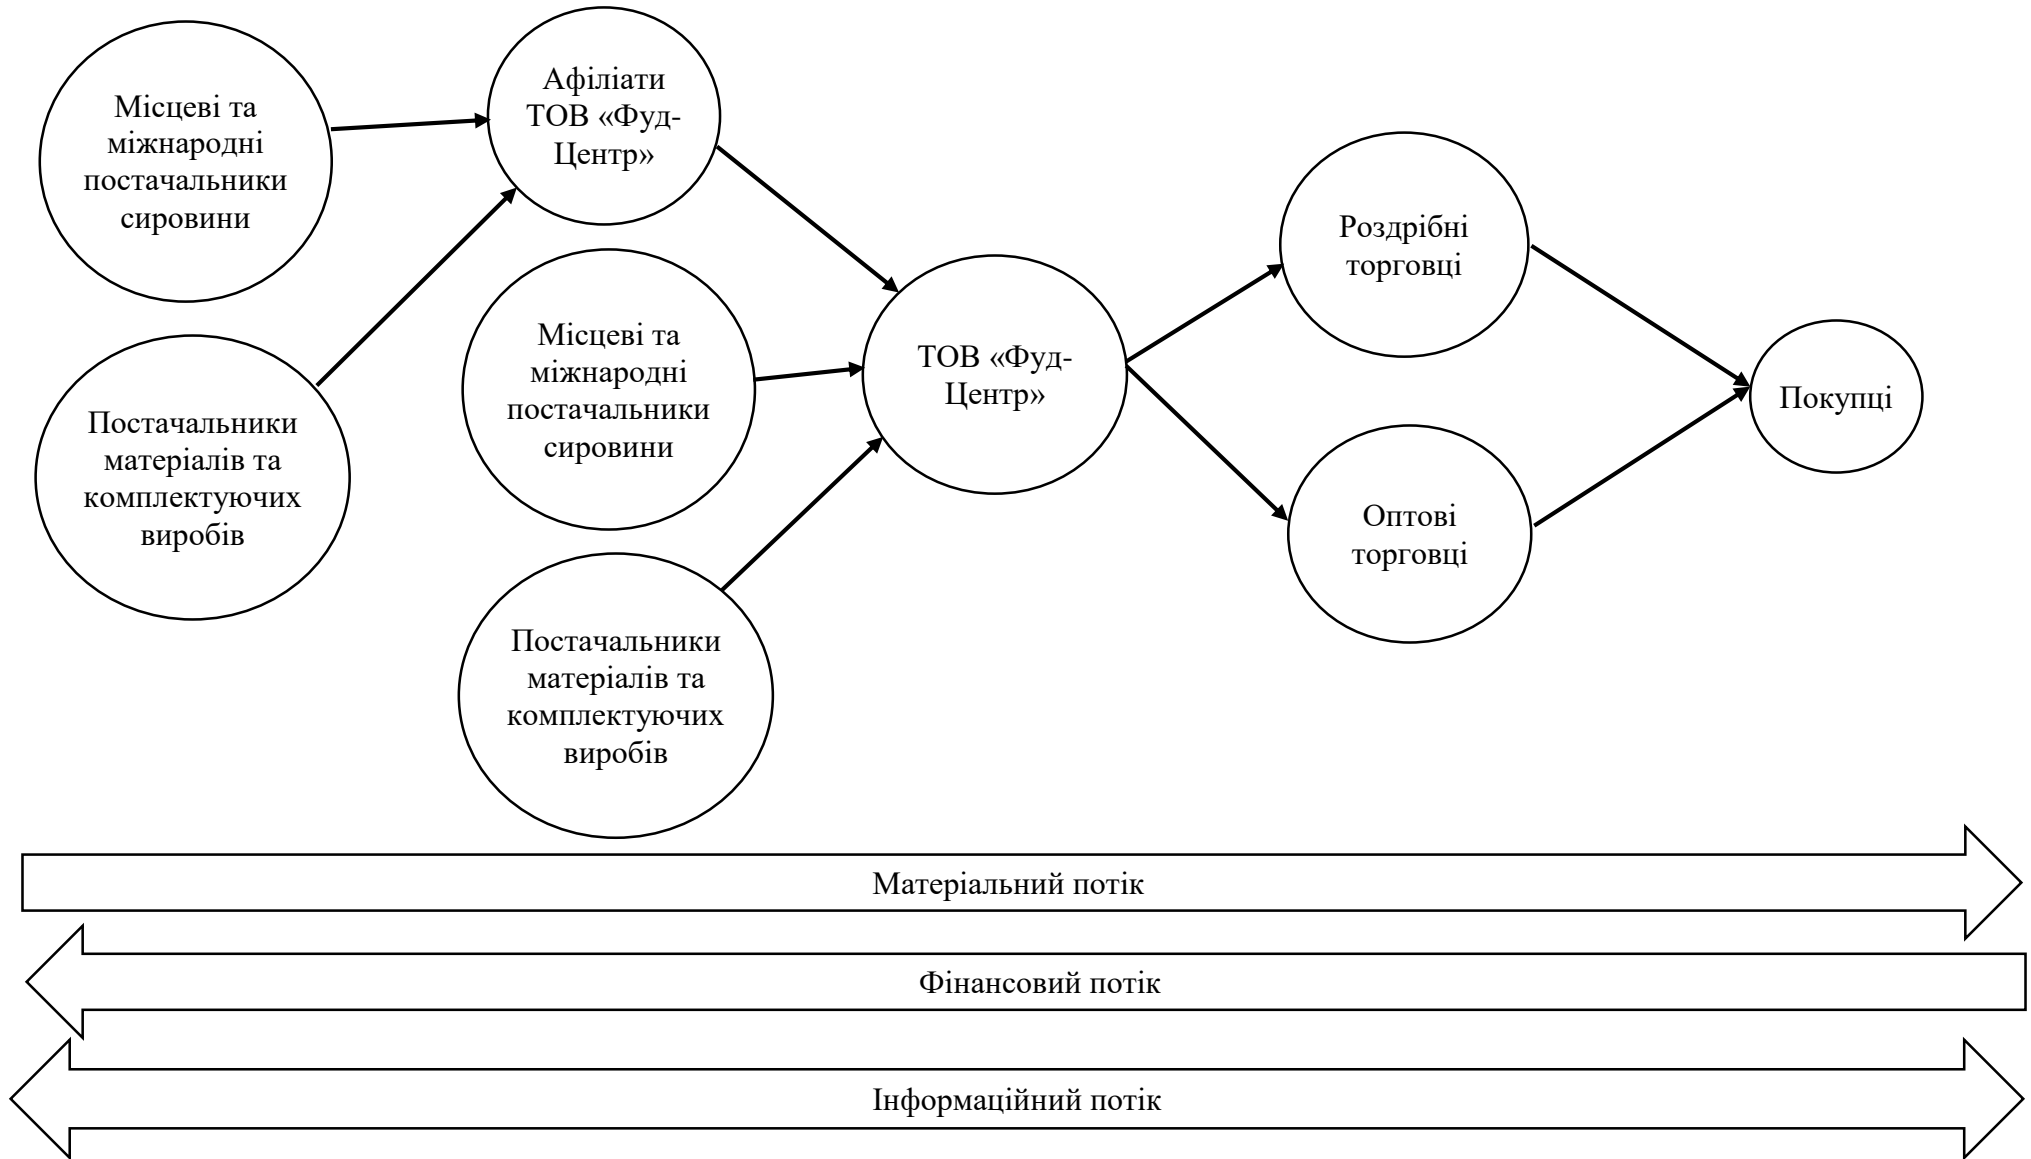 Місцеві та
міжнародні
постачальники
сировини
Афіліати
ТОВ «Фуд-
Центр»
Постачальники
матеріалів та
комплектуючих
виробів
Місцеві та
міжнародні
постачальники
сировини
Постачальники
матеріалів та
комплектуючих
виробів
ТОВ «Фуд-
Центр»
Роздрібні
торговці
Оптові
торговці
Покупці
Матеріальний потік
Фінансовий потік
Інформаційний потік